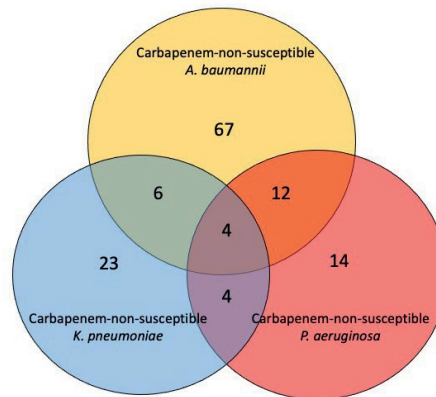 Carbapenem-non-susceptible
A. baumannii
67
6
12
4
23
14
4
Carbapenem-non-susceptible
K. pneumoniae
Carbapenem-non-susceptible
P. aeruginosa